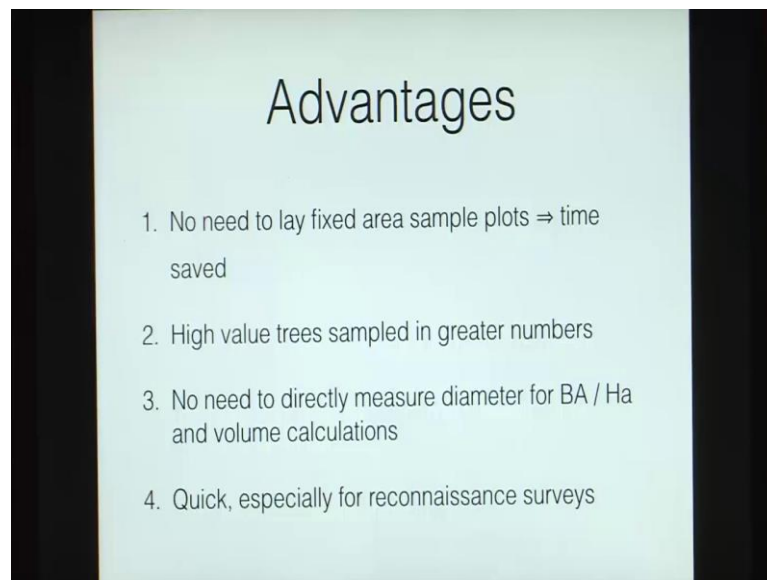 Advantages
1. No need to lay fixed area sample plots ⇒ time
saved
2. High value trees sampled in greater numbers
3. No need to directly measure diameter for BA / Ha
and volume calculations
4. Quick, especially for reconnaissance surveys